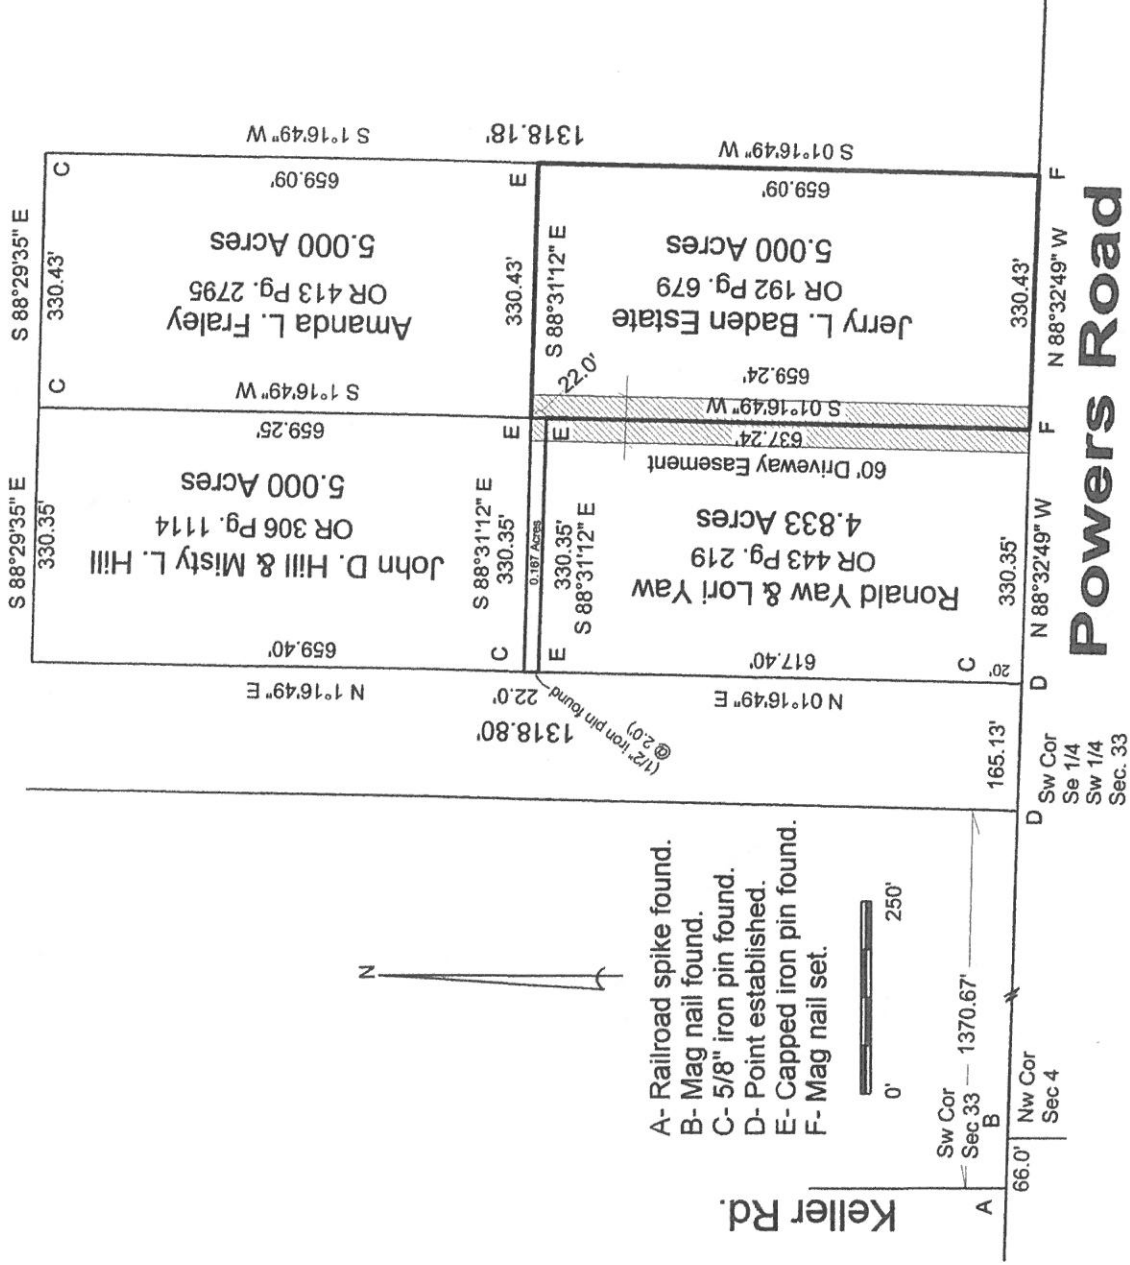 S 88°29'35" E
330.43'
S 88°29'35" E
330.35'
C
C
S 1°16'49" W
659.09'
Amanda L. Fraley
OR 413 Pg. 2795
5.000 Acres
330.43'
E
S 1°16'49" W
659.25'
John D. Hill & Misty L. Hill
OR 306 Pg. 1114
5.000 Acres
E
S 88°31'12" E
330.35'
C
659.40'
N 1°16'49" E
1318.18'
S 01°16'49" W
659.09'
Jerry L. Baden Estate
OR 192 Pg. 679
5.000 Acres
S 88°31'12" E
22.0'
659.24'
S 01°16'49" W
637.24'
60' Driveway Easement
E
0.167 Acres
330.35'
S 88°31'12" E
E
Ronald Yaw & Lori Yaw
OR 443 Pg. 219
4.833 Acres
617.40'
C
20'
N 01°16'49" E
22.0'
1318.80'
(1/2" iron pin found
@ 2.0')
330.43'
F
N 88°32'49" W
F
330.35'
N 88°32'49" W
D
165.13'
D
Sw Cor
Se 1/4
Sw 1/4
Sec. 33
Powers Road
N
A- Railroad spike found.
B- Mag nail found.
C- 5/8" iron pin found.
D- Point established.
E- Capped iron pin found.
F- Mag nail set.
0'
250'
1370.67'
Sw Cor
Sec 33
B
Nw Cor
Sec 4
66.0'
A
Keller Rd.